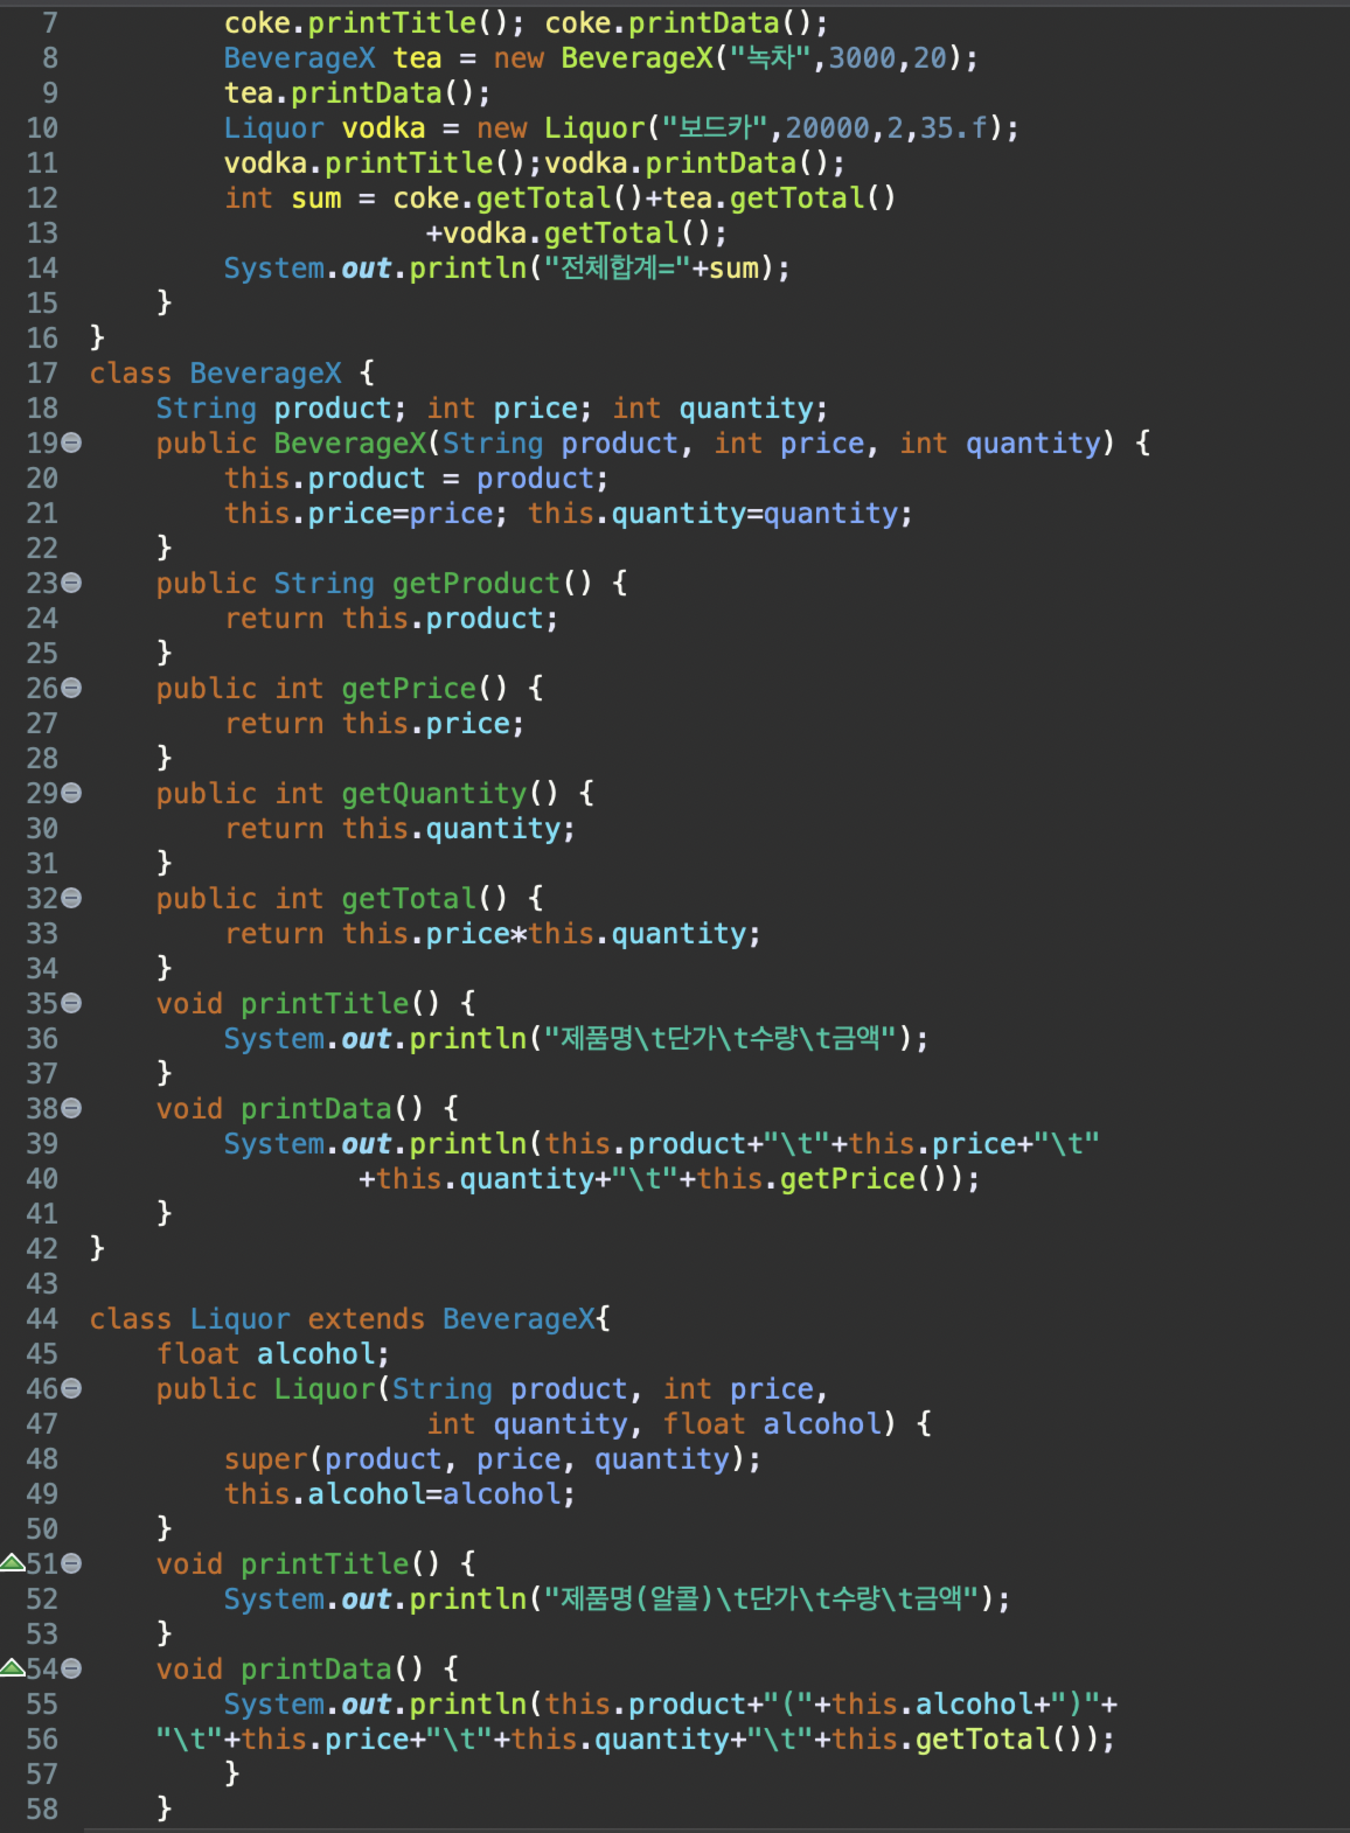 7 coke.printTitle(); coke.printData();
8 BeverageX tea = new BeverageX("녹차",3000,20);
9 tea.printData();
10 Liquor vodka = new Liquor("보드카",20000,2,35.f);
11 vodka.printTitle();vodka.printData();
12 int sum = coke.getTotal()+tea.getTotal()
13 +vodka.getTotal();
14 System.out.println("전체합계="+sum);
15 }
16 }
17 class BeverageX {
18 String product; int price; int quantity;
19 public BeverageX(String product, int price, int quantity) {
20 this.product = product;
21 this.price=price; this.quantity=quantity;
22 }
23 public String getProduct() {
24 return this.product;
25 }
26 public int getPrice() {
27 return this.price;
28 }
29 public int getQuantity() {
30 return this.quantity;
31 }
32 public int getTotal() {
33 return this.price*this.quantity;
34 }
35 void printTitle() {
36 System.out.println("제품명\t단가\t수량\t금액");
37 }
38 void printData() {
39 System.out.println(this.product+"\t"+this.price+"\t"
40 +this.quantity+"\t"+this.getPrice());
41 }
42 }
43
44 class Liquor extends BeverageX{
45 float alcohol;
46 public Liquor(String product, int price,
47 int quantity, float alcohol) {
48 super(product, price, quantity);
49 this.alcohol=alcohol;
50 }
51 void printTitle() {
52 System.out.println("제품명(알콜)\t단가\t수량\t금액");
53 }
54 void printData() {
55 System.out.println(this.product+"("+this.alcohol+")"+
56 "\t"+this.price+"\t"+this.quantity+"\t"+this.getTotal());
57 }
58 }